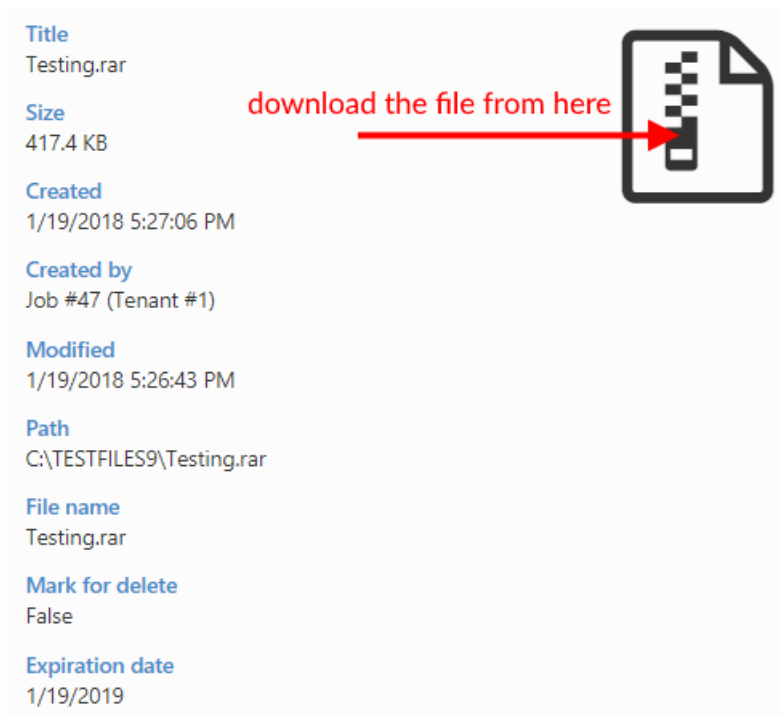 Title
Testing.rar
download the file from here
Size
417.4 KB
Created
1/19/2018 5:27:06 PM
Created by
Job #47 (Tenant #1)
Modified
1/19/2018 5:26:43 PM
Path
C:\TESTFILES9\Testing.rar
File name
Testing.rar
Mark for delete
False
Expiration date
1/19/2019